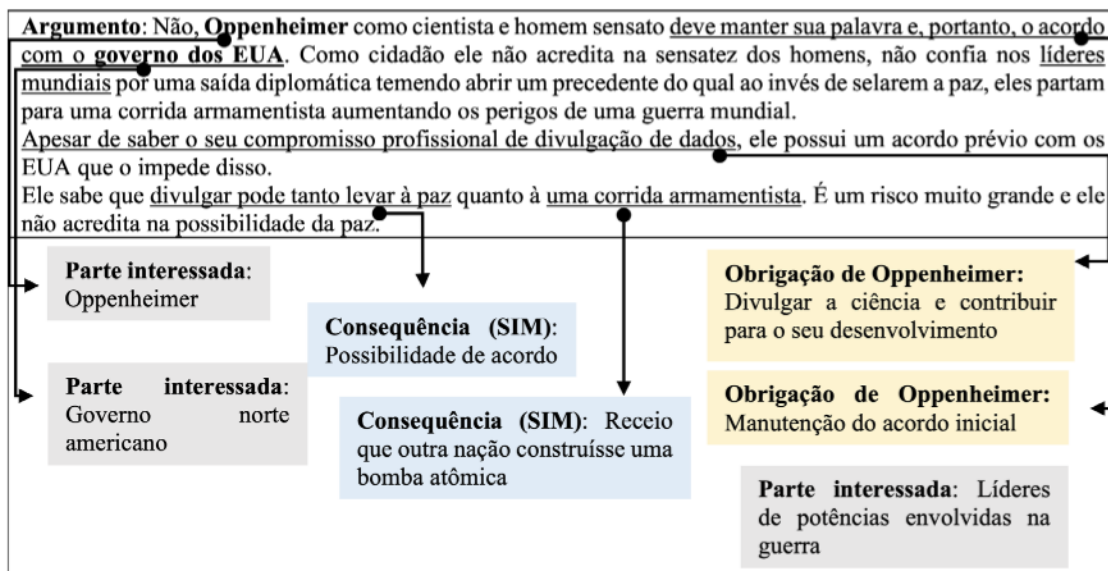 Argumento: Não, Oppenheimer como cientista e homem sensato deve manter sua palavra e, portanto, o acordo
com o governo dos EUA. Como cidadão ele não acredita na sensatez dos homens, não confia nos líderes
mundiais por uma saída diplomática temendo abrir um precedente do qual ao invés de selarem a paz, eles partam
para uma corrida armamentista aumentando os perigos de uma guerra mundial.
Apesar de saber o seu compromisso profissional de divulgação de dados, ele possui um acordo prévio com os
EUA que o impede disso.
Ele sabe que divulgar pode tanto levar à paz quanto à uma corrida armamentista. É um risco muito grande e ele
não acredita na possibilidade da paz.
Parte interessada:
Oppenheimer
Parte interessada:
Governo norte
americano
Consequência (SIM):
Possibilidade de acordo
Consequência (SIM): Receio
que outra nação construísse uma
bomba atômica
Obrigação de Oppenheimer:
Divulgar a ciência e contribuir
para o seu desenvolvimento
Obrigação de Oppenheimer:
Manutenção do acordo inicial
Parte interessada: Líderes
de potências envolvidas na
guerra